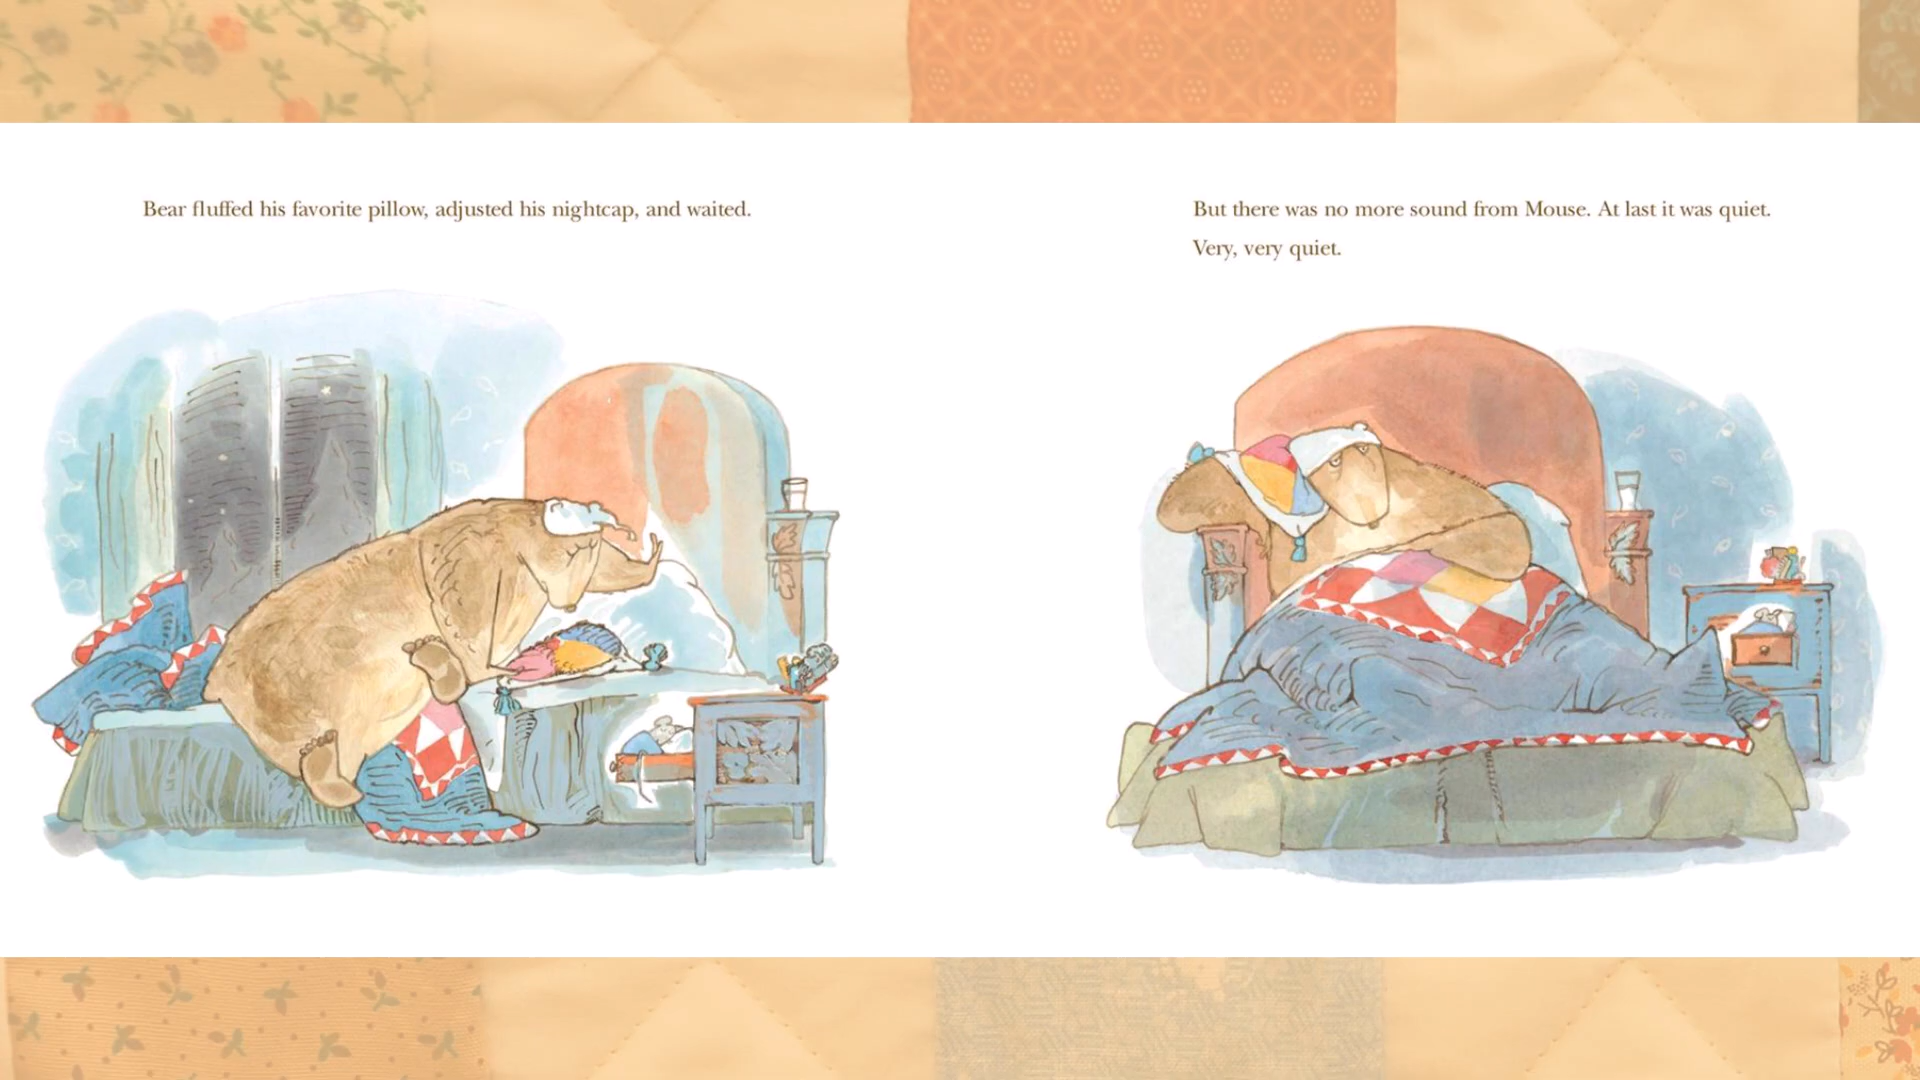 Bear fluffed his favorite pillow, adjusted his nightcap, and waited.
But there was no more sound from Mouse. At last it was quiet.
Very, very quiet.